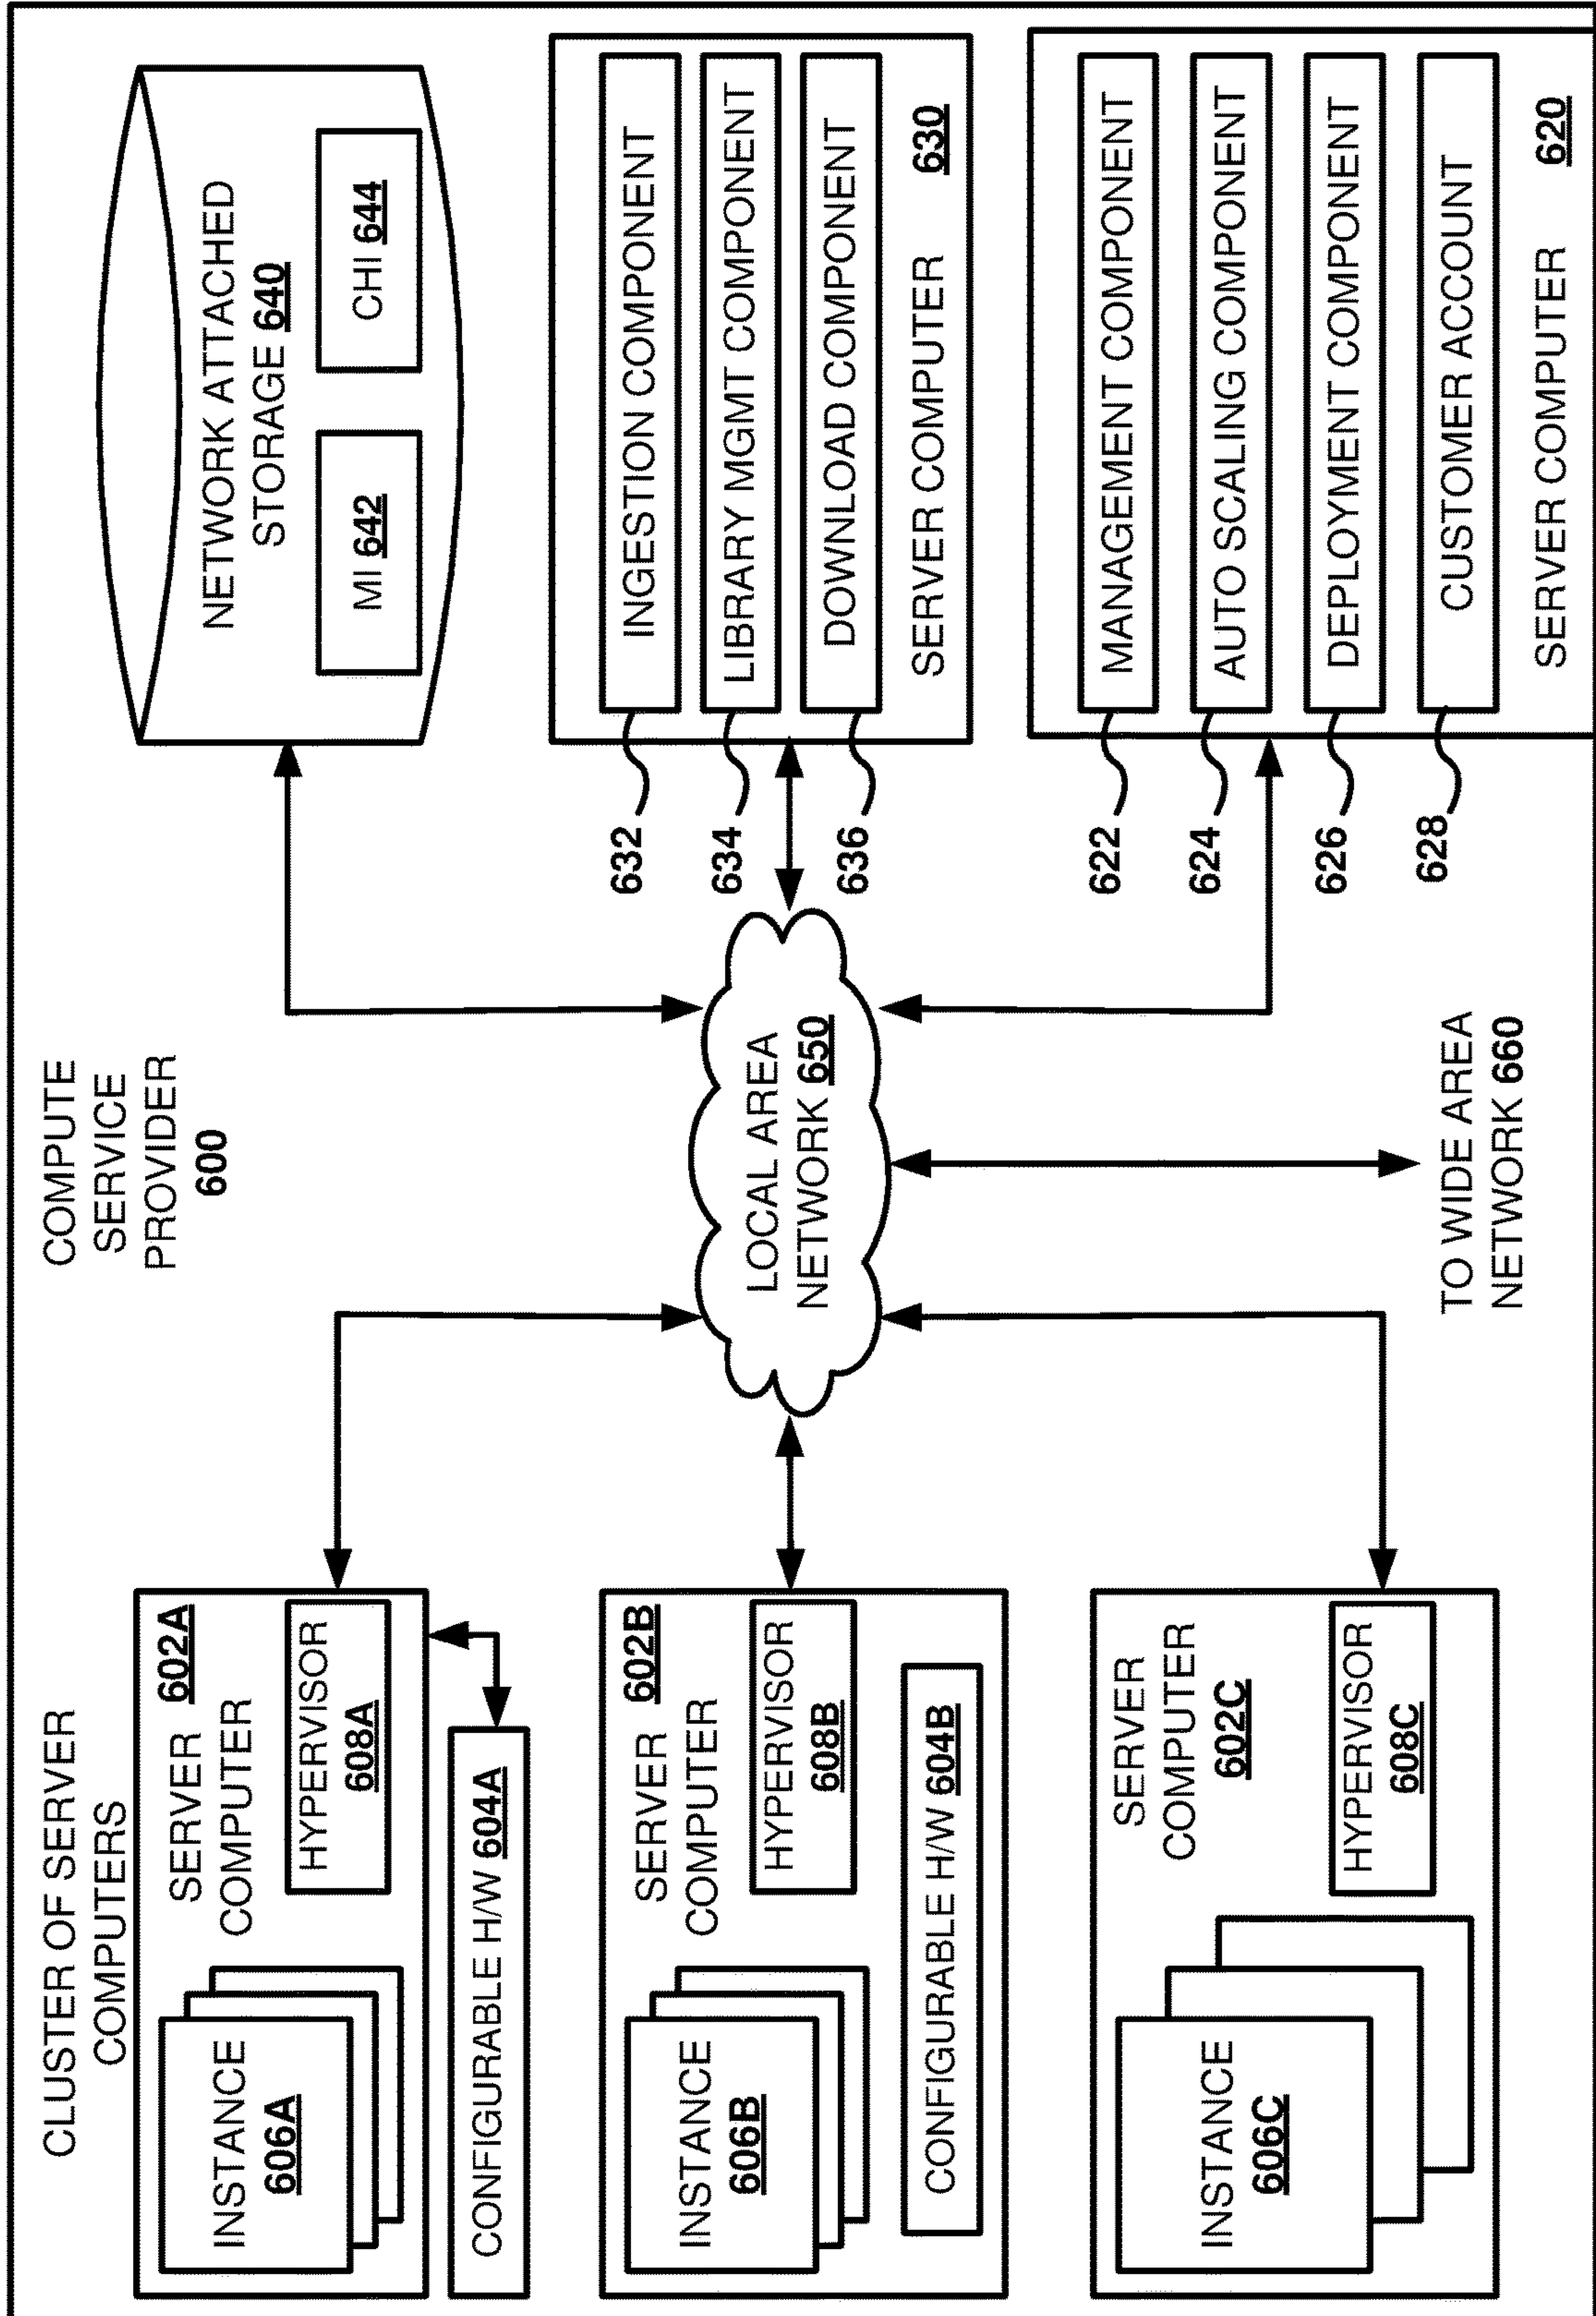 CLUSTER OF SERVER
COMPUTERS
COMPUTE
SERVICE
PROVIDER
600
SERVER 602A
COMPUTER
INSTANCE
606A
HYPERVISOR
608A
CONFIGURABLE H/W 604A
SERVER 602B
COMPUTER
INSTANCE
606B
HYPERVISOR
608B
CONFIGURABLE H/W 604B
SERVER
COMPUTER
602C
INSTANCE
606C
HYPERVISOR
608C
LOCAL AREA
NETWORK 650
TO WIDE AREA
NETWORK 660
NETWORK ATTACHED
STORAGE 640
MI 642
CHI 644
632
INGESTION COMPONENT
634
LIBRARY MGMT COMPONENT
636
DOWNLOAD COMPONENT
SERVER COMPUTER 630
622
MANAGEMENT COMPONENT
624
AUTO SCALING COMPONENT
626
DEPLOYMENT COMPONENT
628
CUSTOMER ACCOUNT
SERVER COMPUTER 620